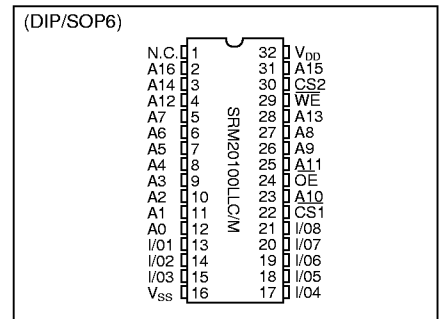 (DIP/SOP6)
N.C. 1 32 VDD
A16 2 31 A15
A14 3 30 CS2
A12 4 29 WE
A7 5 28 A13
A6 6 27 A8
A5 7 26 A9
A4 8 25 A11
A3 9 24 OE
A2 10 23 A10
A1 11 22 CS1
A0 12 21 I/08
I/01 13 20 I/07
I/02 14 19 I/06
I/03 15 18 I/05
VSS 16 17 I/04
SRM20100LLC/M